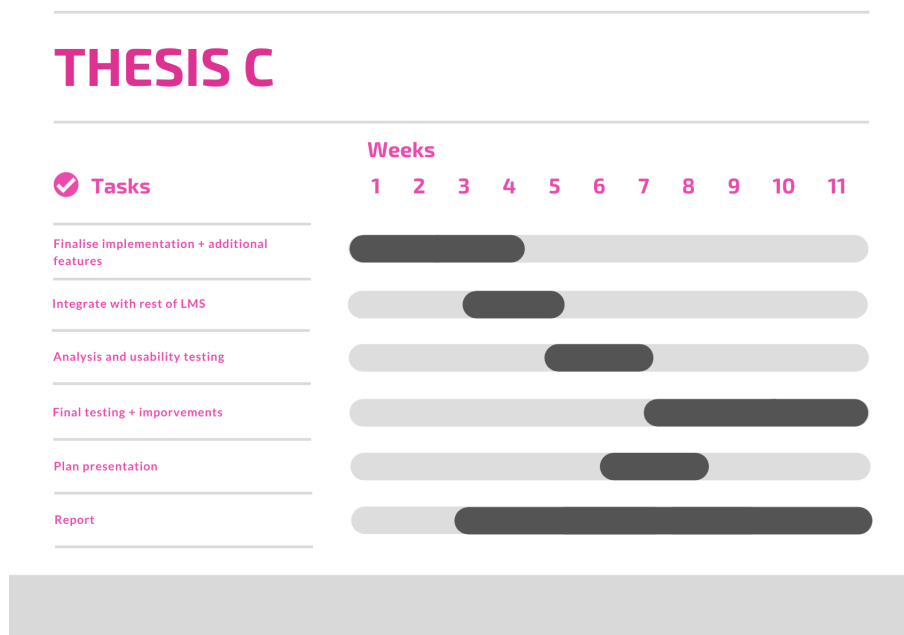 THESIS C
Weeks
Tasks
1 2 3 4 5 6 7 8 9 10 11
Finalise implementation + additional
features
Integrate with rest of LMS
Analysis and usability testing
Final testing + imporvements
Plan presentation
Report